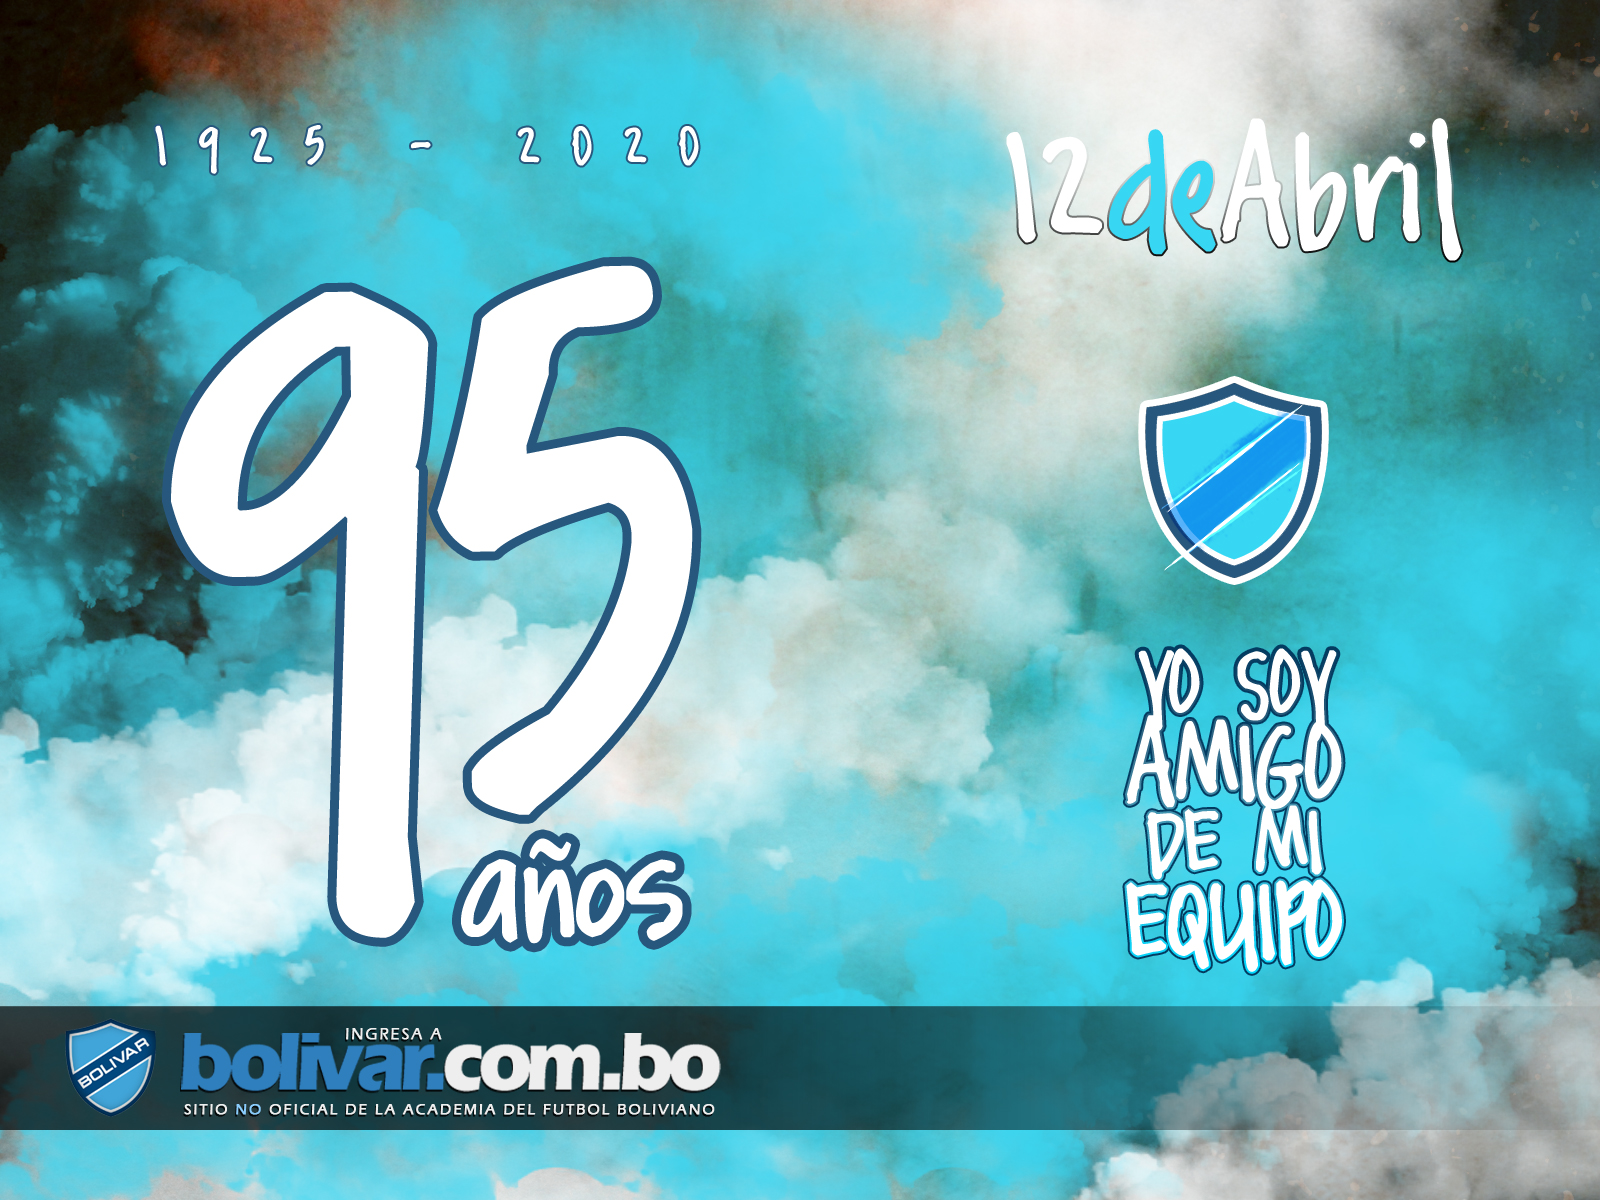 1925 - 2020
95
años
12deAbril
YO SOY
AMIGO
DE MI
EQUIPO
BOLIVAR
INGRESA A
bolivar.com.bo
SITIO NO OFICIAL DE LA ACADEMIA DEL FUTBOL BOLIVIANO